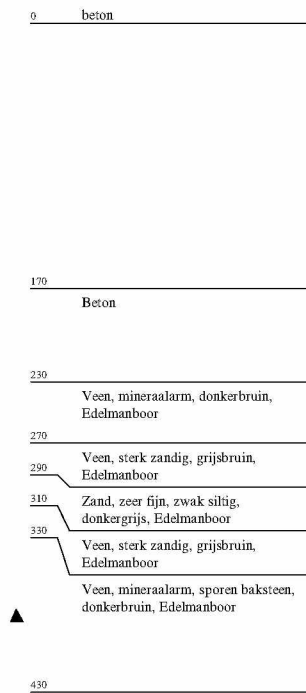 0 beton
170
Beton
230
Veen, mineraalarm, donkerbruin,
Edelmanboor
270
Veen, sterk zandig, grijsbruin,
290
Edelmanboor
310 Zand, zeer fijn, zwak siltig,
donkergrijs, Edelmanboor
330
Veen, sterk zandig, grijsbruin,
Edelmanboor
Veen, mineraalarm, sporen baksteen,
donkerbruin, Edelmanboor
430